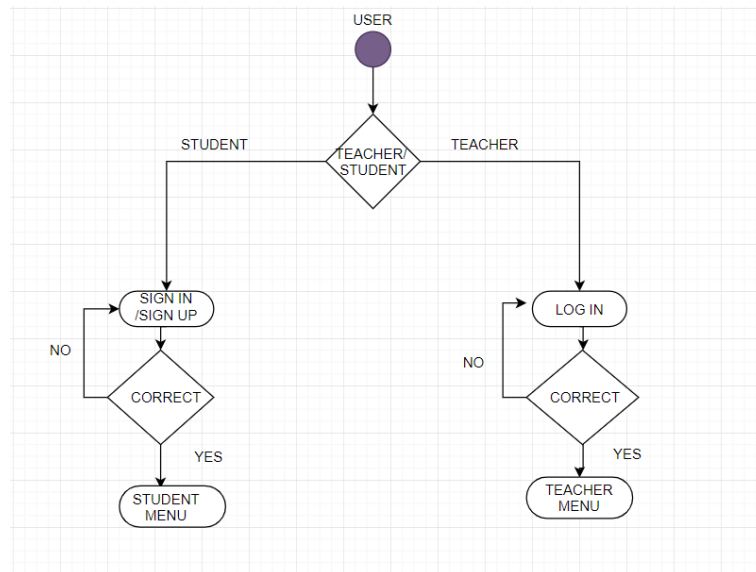 USER
STUDENT
TEACHER
TEACHER/
STUDENT
SIGN IN
/SIGN UP
LOG IN
NO
NO
CORRECT
CORRECT
YES
YES
STUDENT
MENU
TEACHER
MENU